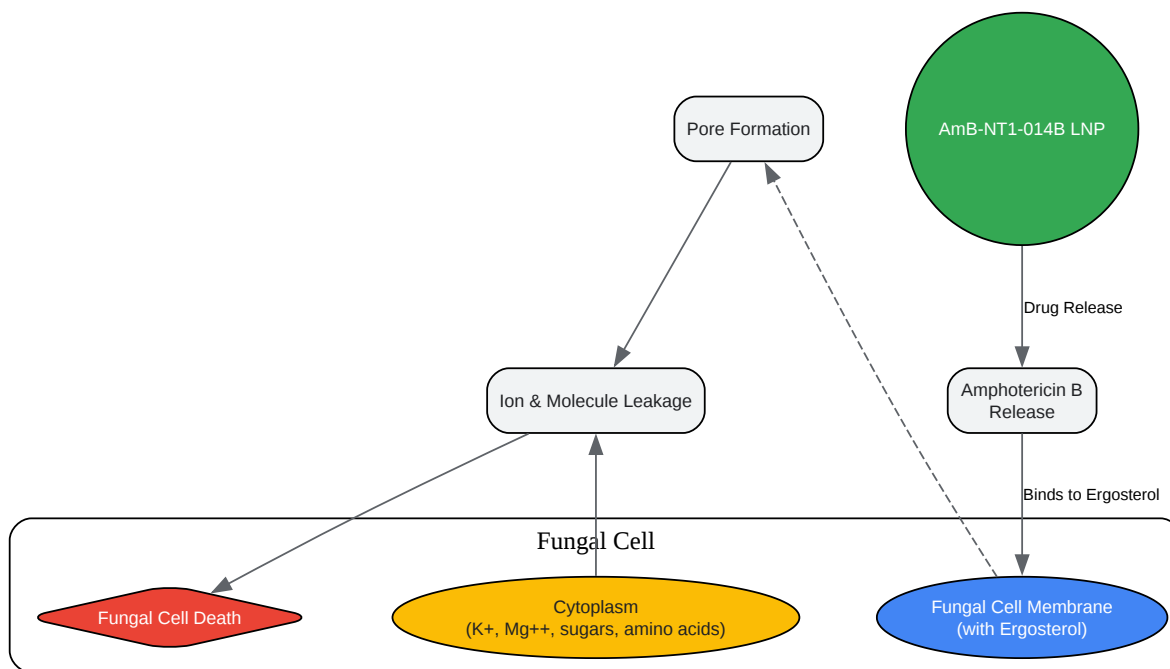 AmB-NT1-014B LNP
Pore Formation
Drug Release
Ion & Molecule Leakage
Amphotericin B
Release
Binds to Ergosterol
Fungal Cell
Fungal Cell Death
Cytoplasm
(K+, Mg++, sugars, amino acids)
Fungal Cell Membrane
(with Ergosterol)